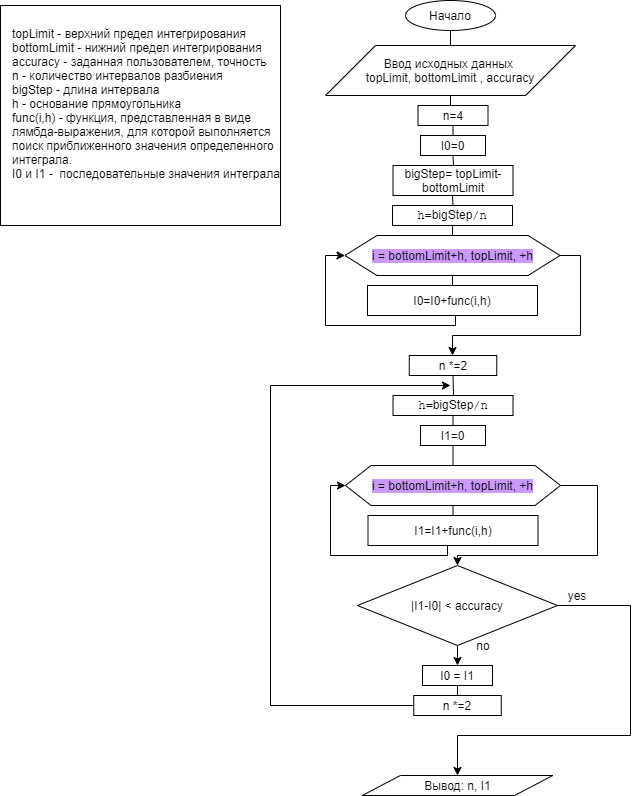 topLimit - верхний предел интегрирования
bottomLimit - нижний предел интегрирования
accuracy - заданная пользователем, точность
n - количество интервалов разбиения
bigStep - длина интервала
h - основание прямоугольника
func(i,h) - функция, представленная в виде
лямбда-выражения, для которой выполняется
поиск приближенного значения определенного
интеграла.
I0 и I1 - последовательные значения интеграла
Начало
Ввод исходных данных
topLimit, bottomLimit , accuracy
n=4
I0=0
bigStep= topLimit-
bottomLimit
h=bigStep/n
i = bottomLimit+h, topLimit, +h
I0=I0+func(i,h)
n *=2
h=bigStep/n
I1=0
i = bottomLimit+h, topLimit, +h
I1=I1+func(i,h)
|I1-I0| < accuracy
yes
no
I0 = I1
n *=2
Вывод: n, I1